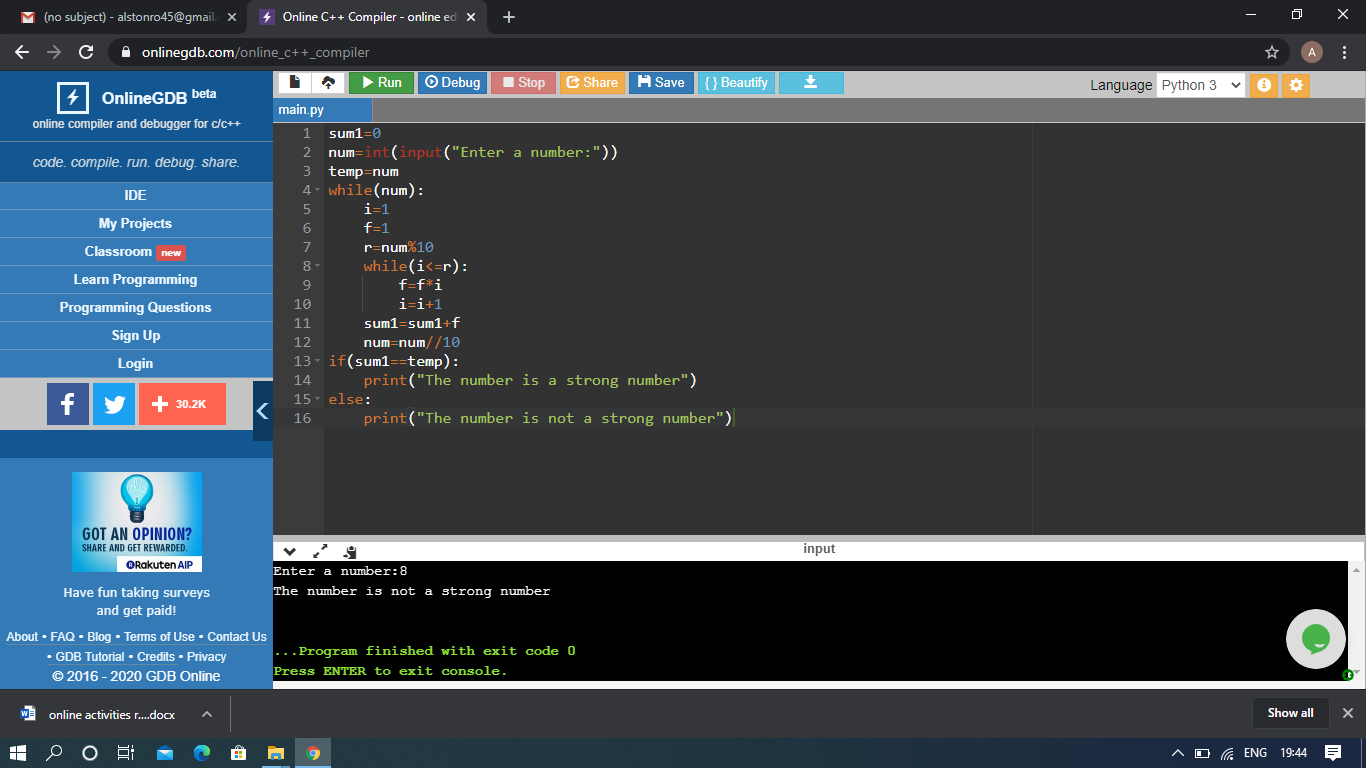 (no subject) - alstonro45@gmail.
Online C++ Compiler - online ed
onlinegdb.com/online_c++_compiler
A
OnlineGDB beta
online compiler and debugger for c/c++
code. compile. run. debug. share.
IDE
My Projects
Classroom new
Learn Programming
Programming Questions
Sign Up
Login
f
30.2K
GOT AN OPINION?
SHARE AND GET REWARDED.
Rakuten AIP
Have fun taking surveys
and get paid!
About • FAQ • Blog • Terms of Use • Contact Us
• GDB Tutorial • Credits • Privacy
© 2016 - 2020 GDB Online
Run Debug Stop Share Save { } Beautify
Language Python 3
main.py
1 sum1=0
2 num=int(input("Enter a number:"))
3 temp=num
4 while(num):
5     i=1
6     f=1
7     r=num%10
8     while(i<=r):
9         f=f*i
10         i=i+1
11     sum1=sum1+f
12     num=num//10
13 if(sum1==temp):
14     print("The number is a strong number")
15 else:
16     print("The number is not a strong number")
input
Enter a number:8
The number is not a strong number
...Program finished with exit code 0
Press ENTER to exit console.
online activities r....docx
Show all
ENG 19:44